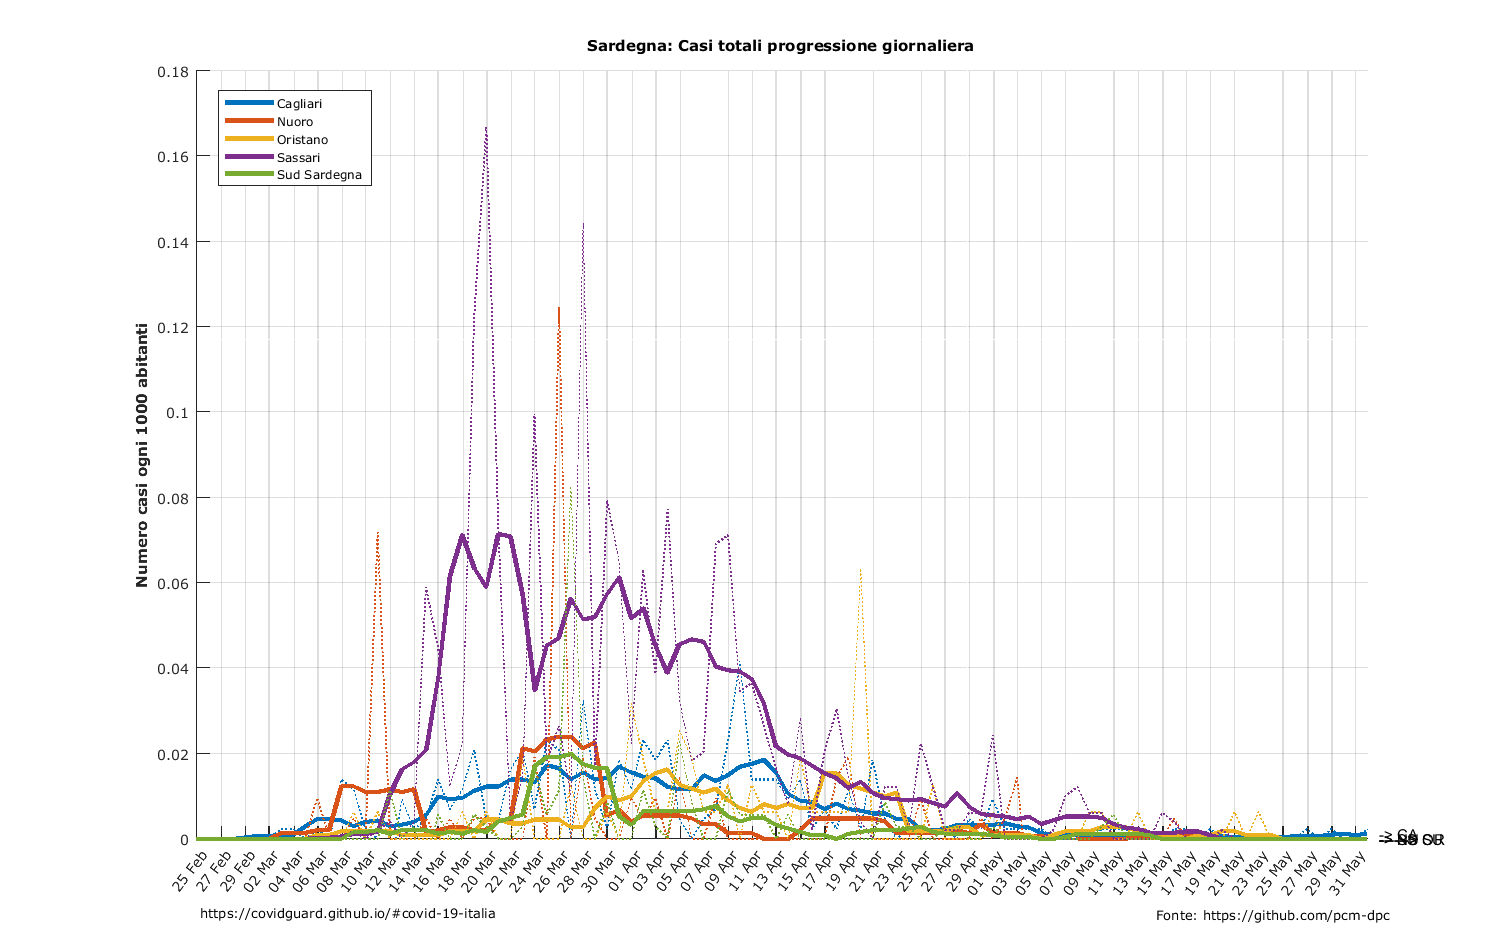 Sardegna: Casi totali progressione giornaliera
Numero casi ogni 1000 abitanti
0.18
0.16
0.14
0.12
0.1
0.08
0.06
0.04
0.02
0
Cagliari
Nuoro
Oristano
Sassari
Sud Sardegna
25 Feb
27 Feb
29 Feb
02 Mar
04 Mar
06 Mar
08 Mar
10 Mar
12 Mar
14 Mar
16 Mar
18 Mar
20 Mar
22 Mar
24 Mar
26 Mar
28 Mar
30 Mar
01 Apr
03 Apr
05 Apr
07 Apr
09 Apr
11 Apr
13 Apr
15 Apr
17 Apr
19 Apr
21 Apr
23 Apr
25 Apr
27 Apr
29 Apr
01 May
03 May
05 May
07 May
09 May
11 May
13 May
15 May
17 May
19 May
21 May
23 May
25 May
27 May
29 May
31 May
https://covidguard.github.io/#covid-19-italia
Fonte: https://github.com/pcm-dpc